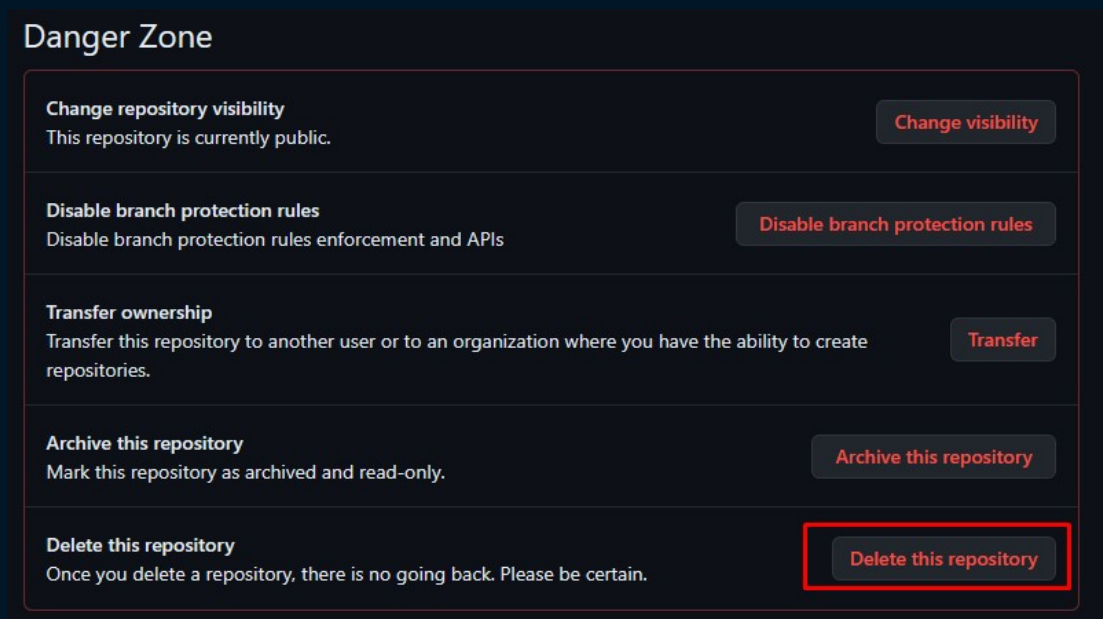 Danger Zone
Change repository visibility
This repository is currently public.
Change visibility
Disable branch protection rules
Disable branch protection rules enforcement and APIs
Disable branch protection rules
Transfer ownership
Transfer this repository to another user or to an organization where you have the ability to create
repositories.
Transfer
Archive this repository
Mark this repository as archived and read-only.
Archive this repository
Delete this repository
Once you delete a repository, there is no going back. Please be certain.
Delete this repository